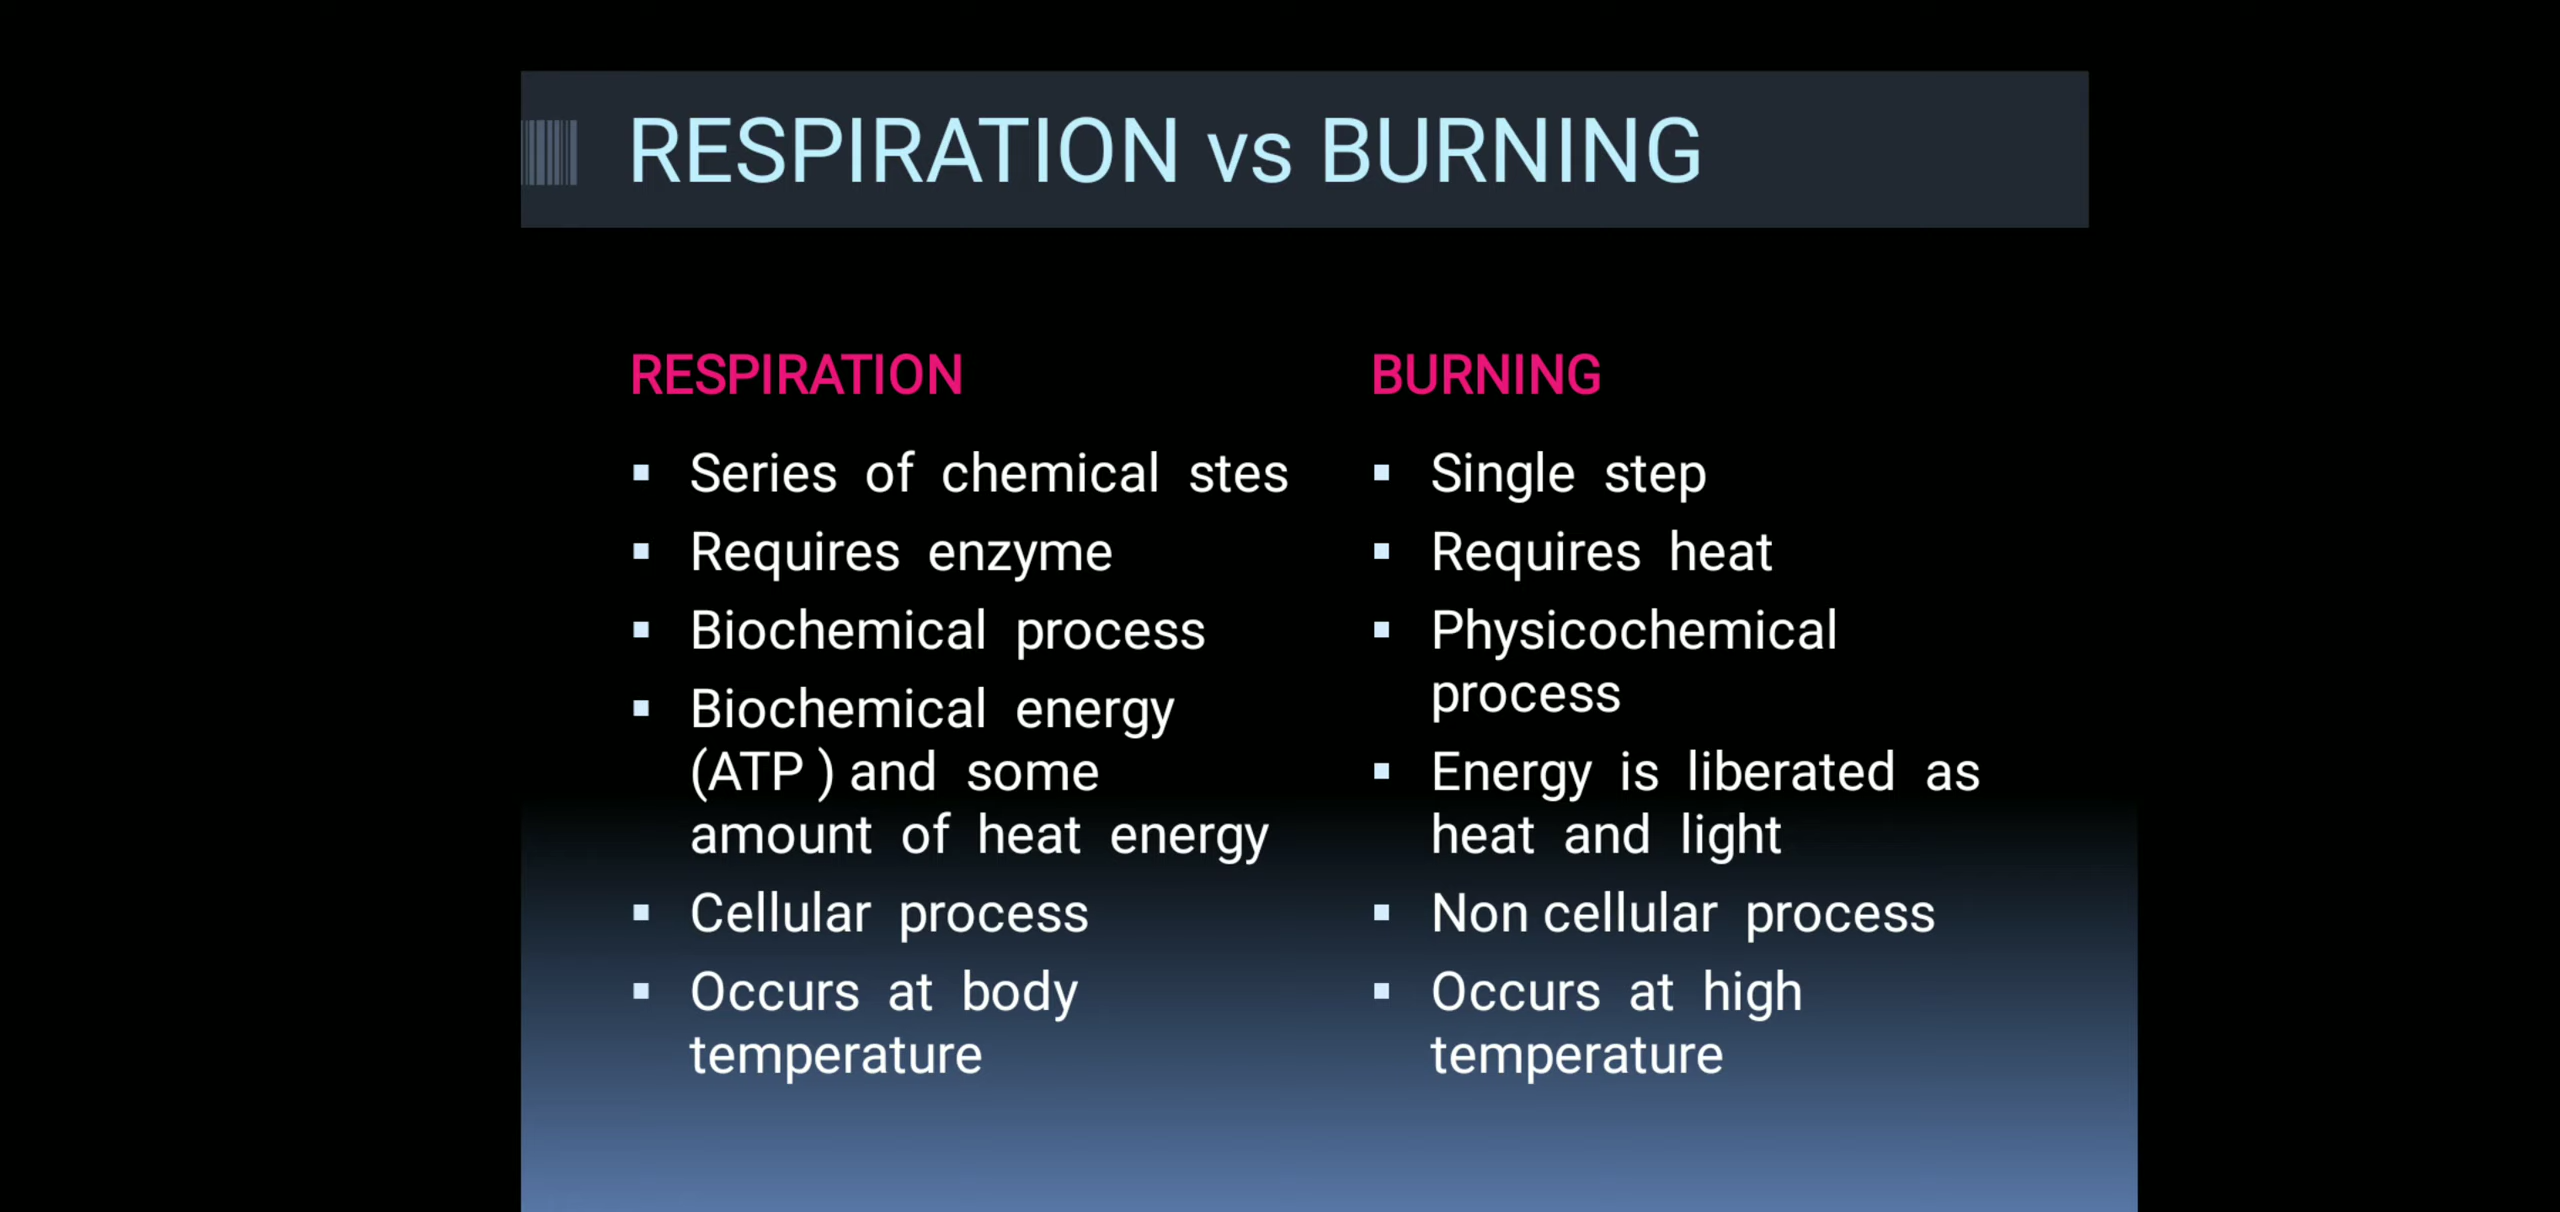 RESPIRATION vs BURNING
RESPIRATION
▪ Series of chemical stes
▪ Requires enzyme
▪ Biochemical process
▪ Biochemical energy
(ATP ) and some
amount of heat energy
▪ Cellular process
▪ Occurs at body
temperature
BURNING
▪ Single step
▪ Requires heat
▪ Physicochemical
process
▪ Energy is liberated as
heat and light
▪ Non cellular process
▪ Occurs at high
temperature